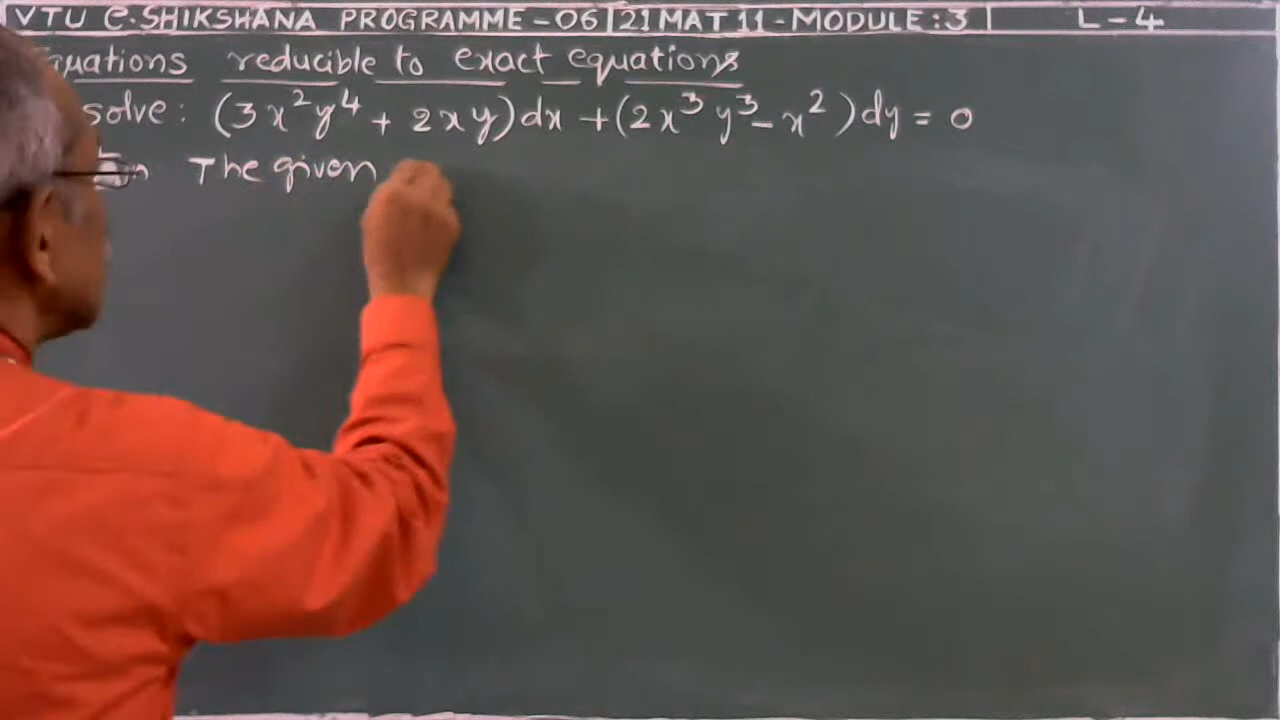 VTU e-SHIKSHANA PROGRAMME - 06 | 21MAT11 - MODULE : 3 | L - 4
equations reducible to exact equations
solve : (3x²y⁴ + 2xy)dx + (2x³y³ - x²)dy = 0
The given